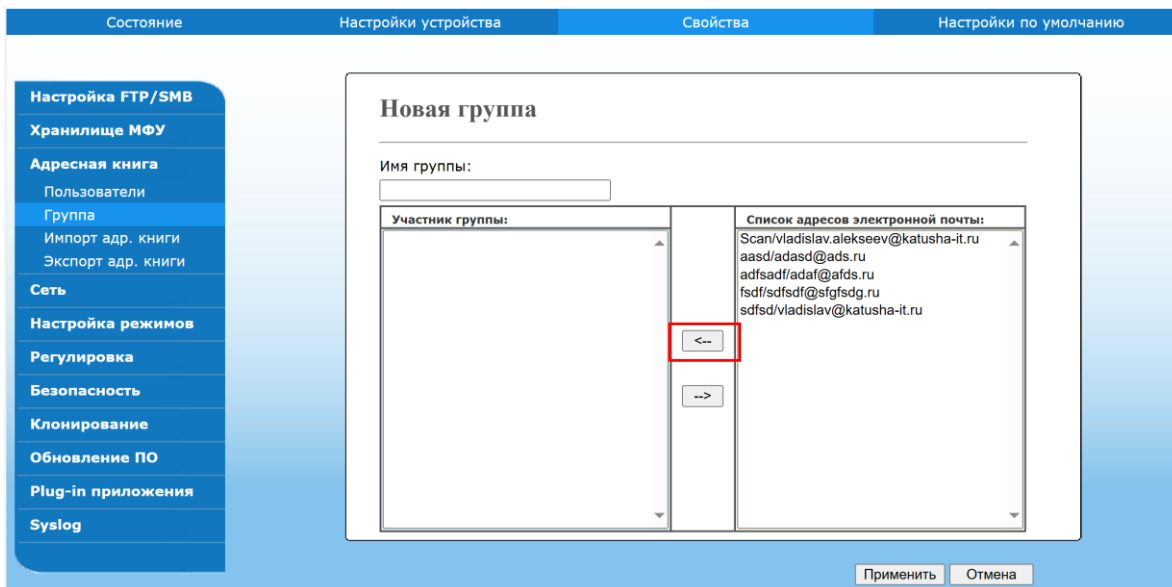 Состояние
Настройки устройства
Свойства
Настройки по умолчанию
Настройка FTP/SMB
Хранилище МФУ
Адресная книга
Пользователи
Группа
Импорт адр. книги
Экспорт адр. книги
Сеть
Настройка режимов
Регулировка
Безопасность
Клонирование
Обновление ПО
Plug-in приложения
Syslog
Новая группа
Имя группы:
Участник группы:
<--
-->
Список адресов электронной почты:
Scan/vladislav.alekseev@katusha-it.ru
aasd/adasd@ads.ru
adfsadf/adaf@afds.ru
fsdf/sdfsdf@sfgfsdg.ru
sdfsd/vladislav@katusha-it.ru
Применить
Отмена